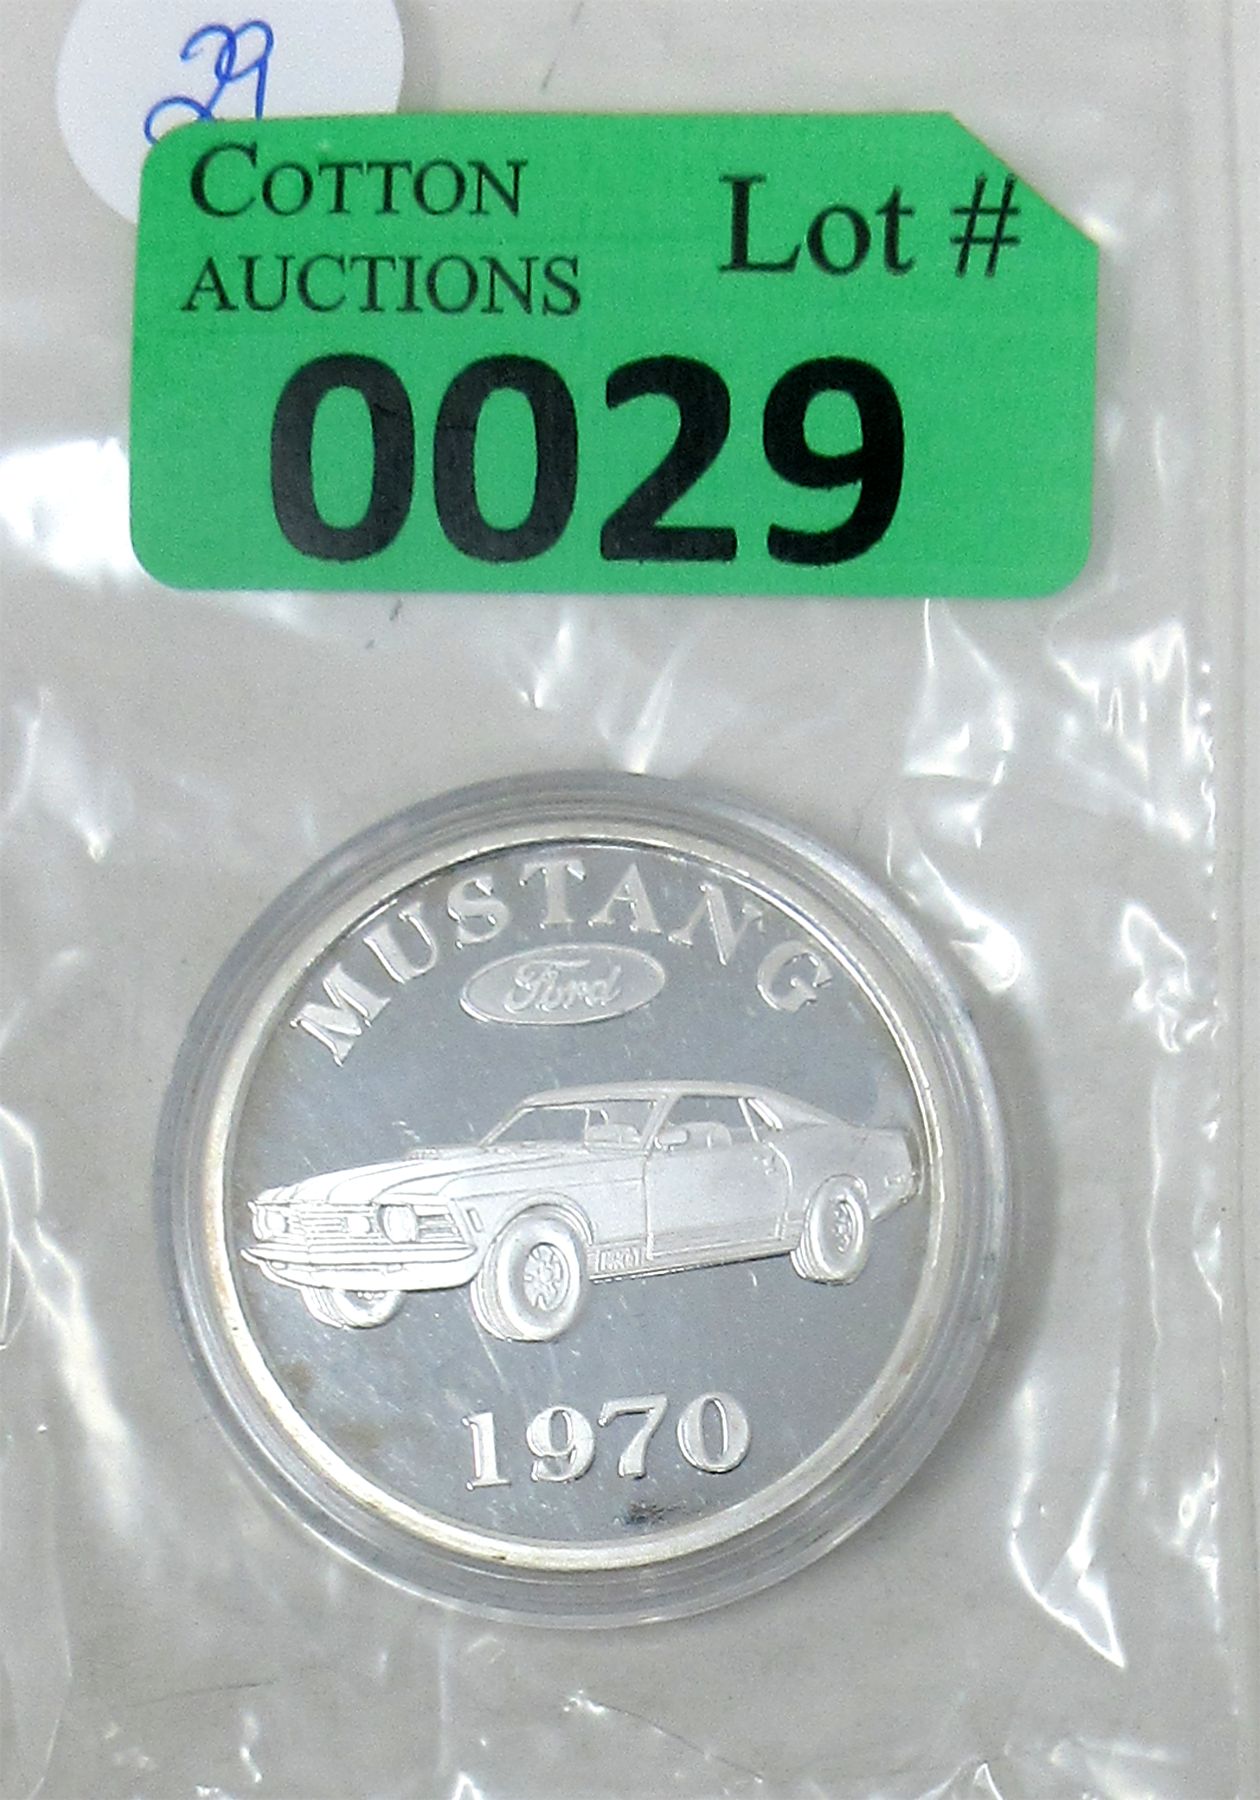 29
COTTON
AUCTIONS
Lot #
0029
MUSTANG
Ford
1970